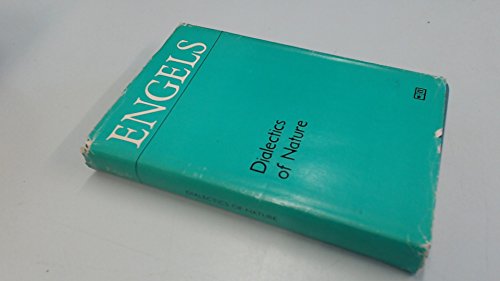 ENGELS
Dialectics
of Nature
DIALECTICS OF NATURE